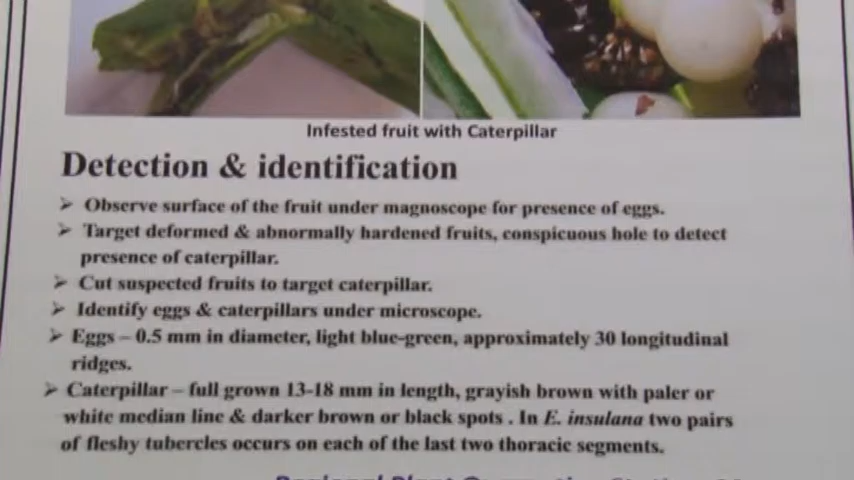 Infested fruit with Caterpillar
Detection & identification
➢ Observe surface of the fruit under magnoscope for presence of eggs.
➢ Target deformed & abnormally hardened fruits, conspicuous hole to detect
presence of caterpillar.
➢ Cut suspected fruits to target caterpillar.
➢ Identify eggs & caterpillars under microscope.
➢ Eggs – 0.5 mm in diameter, light blue-green, approximately 30 longitudinal
ridges.
➢ Caterpillar – full grown 13-18 mm in length, grayish brown with paler or
white median line & darker brown or black spots . In E. insulana two pairs
of fleshy tubercles occurs on each of the last two thoracic segments.